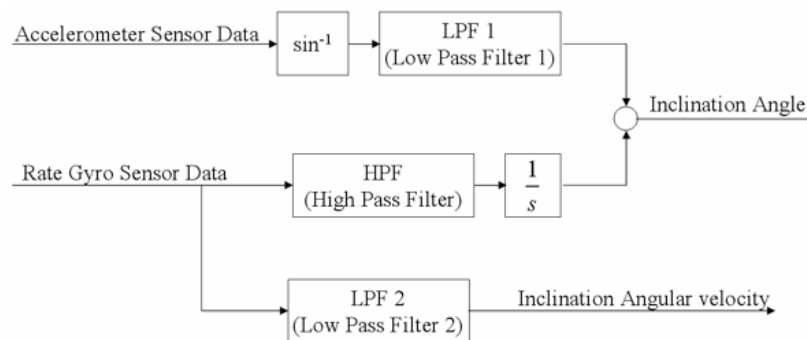 Accelerometer Sensor Data
sin⁻¹
LPF 1
(Low Pass Filter 1)
Inclination Angle
Rate Gyro Sensor Data
HPF
(High Pass Filter)
1
s
LPF 2
(Low Pass Filter 2)
Inclination Angular velocity